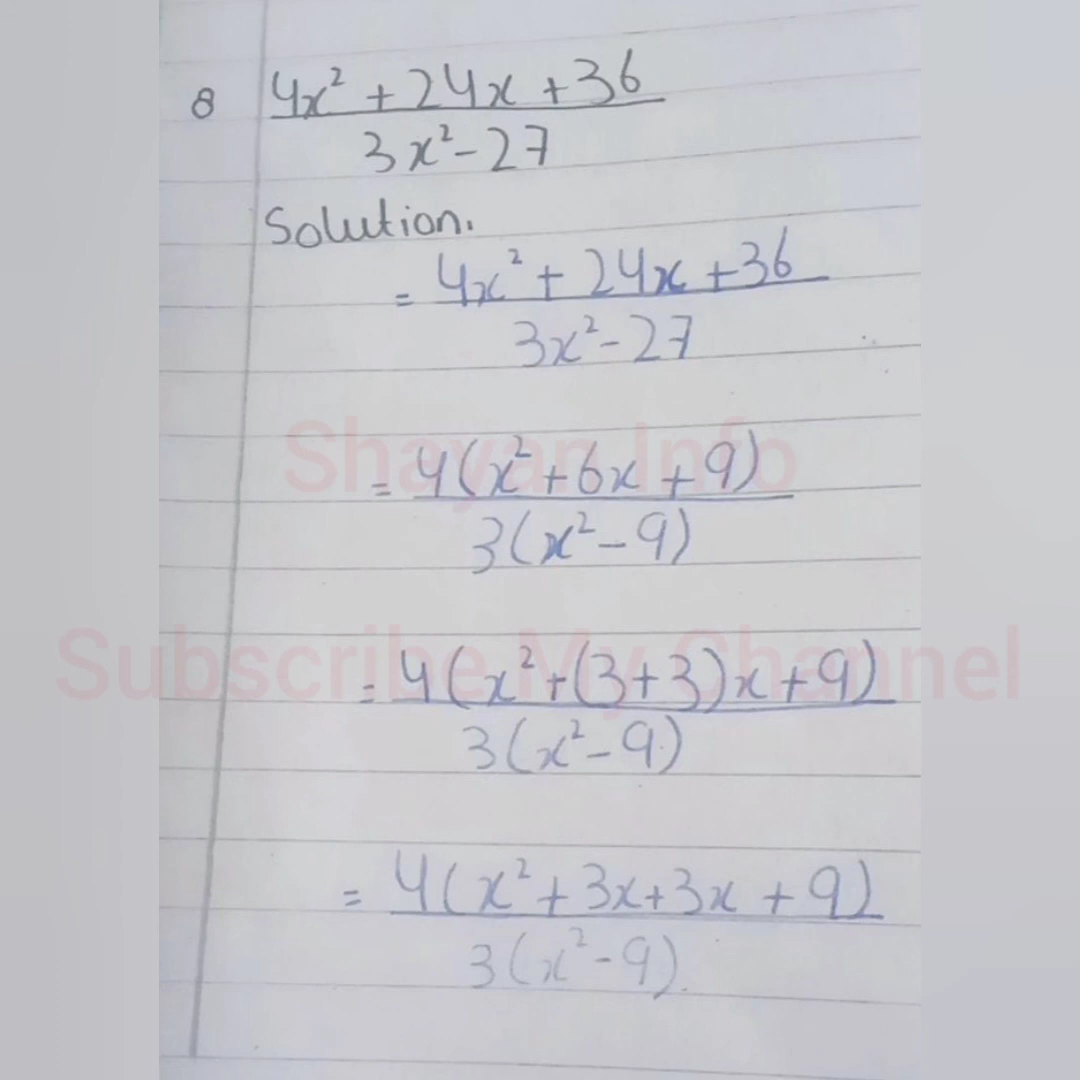 8 4x² + 24x + 36
3x² - 27
Solution.
= 4x² + 24x + 36
3x² - 27
Shayan Info
= 4(x² + 6x + 9)
3(x² - 9)
Subscribe My Channel
= 4(x² + (3+3)x + 9)
3(x² - 9)
= 4(x² + 3x + 3x + 9)
3(x² - 9).